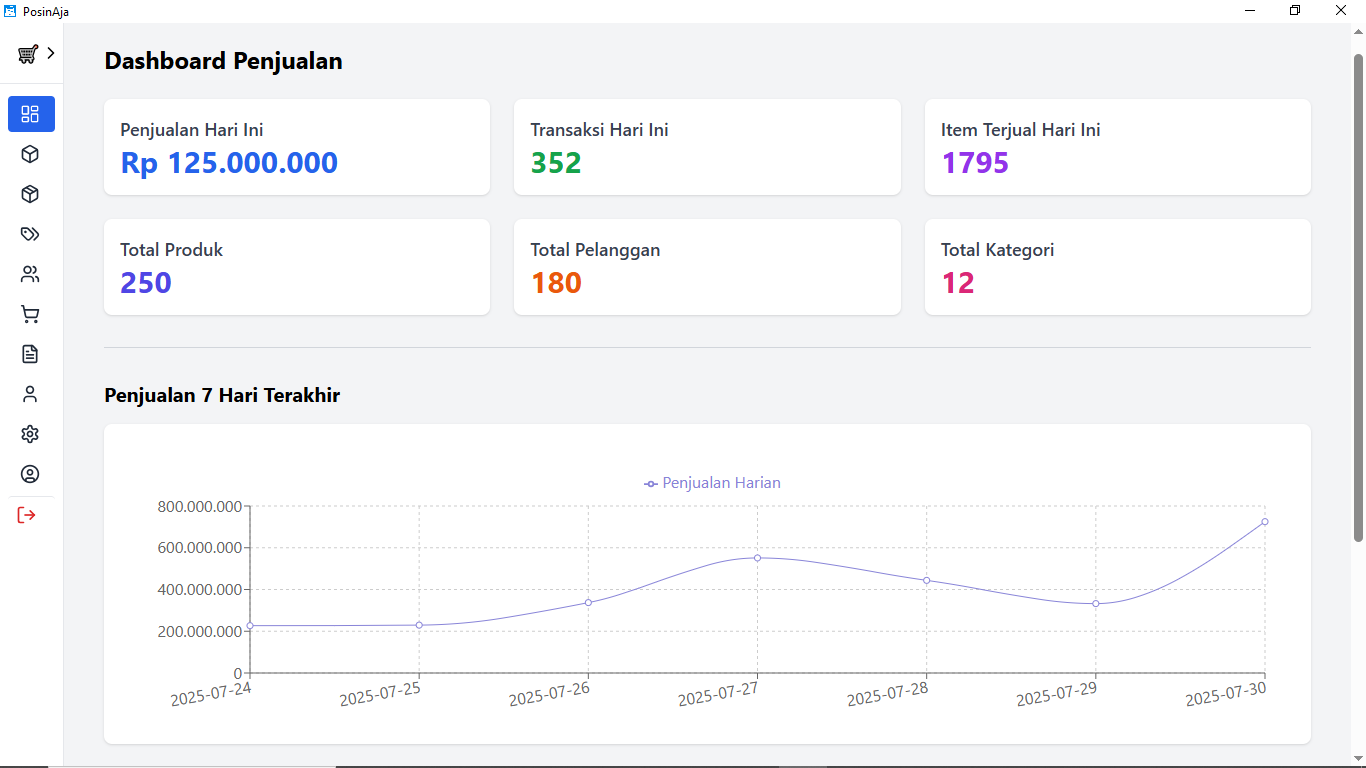 PosinAja
Dashboard Penjualan
Penjualan Hari Ini
Rp 125.000.000
Transaksi Hari Ini
352
Item Terjual Hari Ini
1795
Total Produk
250
Total Pelanggan
180
Total Kategori
12
Penjualan 7 Hari Terakhir
Penjualan Harian
800.000.000
600.000.000
400.000.000
200.000.000
0
2025-07-24
2025-07-25
2025-07-26
2025-07-27
2025-07-28
2025-07-29
2025-07-30